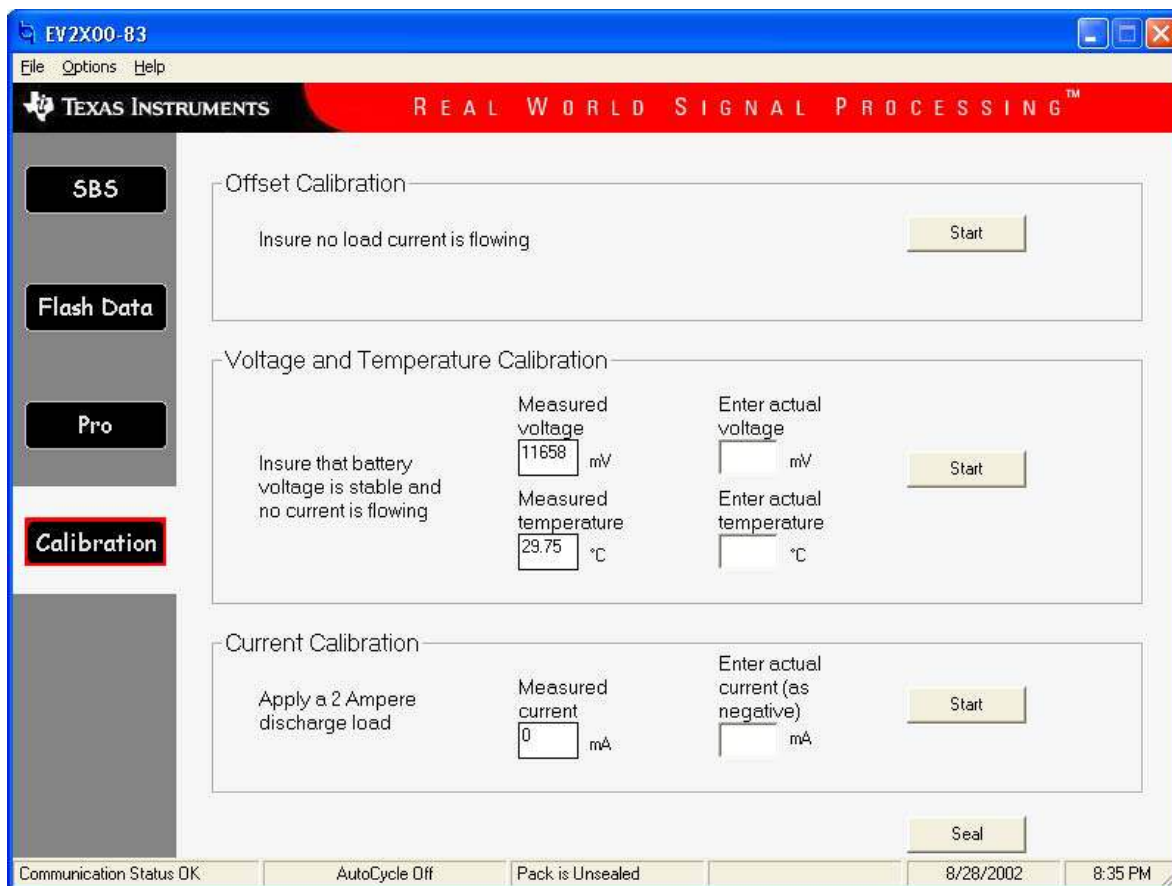 EV2X00-83
File Options Help
TEXAS INSTRUMENTS
REAL WORLD SIGNAL PROCESSING™
SBS
Flash Data
Pro
Calibration
Offset Calibration
Insure no load current is flowing
Start
Voltage and Temperature Calibration
Insure that battery
voltage is stable and
no current is flowing
Measured
voltage
11658 mV
Enter actual
voltage
mV
Measured
temperature
29.75 °C
Enter actual
temperature
°C
Start
Current Calibration
Apply a 2 Ampere
discharge load
Measured
current
0 mA
Enter actual
current (as
negative)
mA
Start
Seal
Communication Status OK AutoCycle Off Pack is Unsealed 8/28/2002 8:35 PM